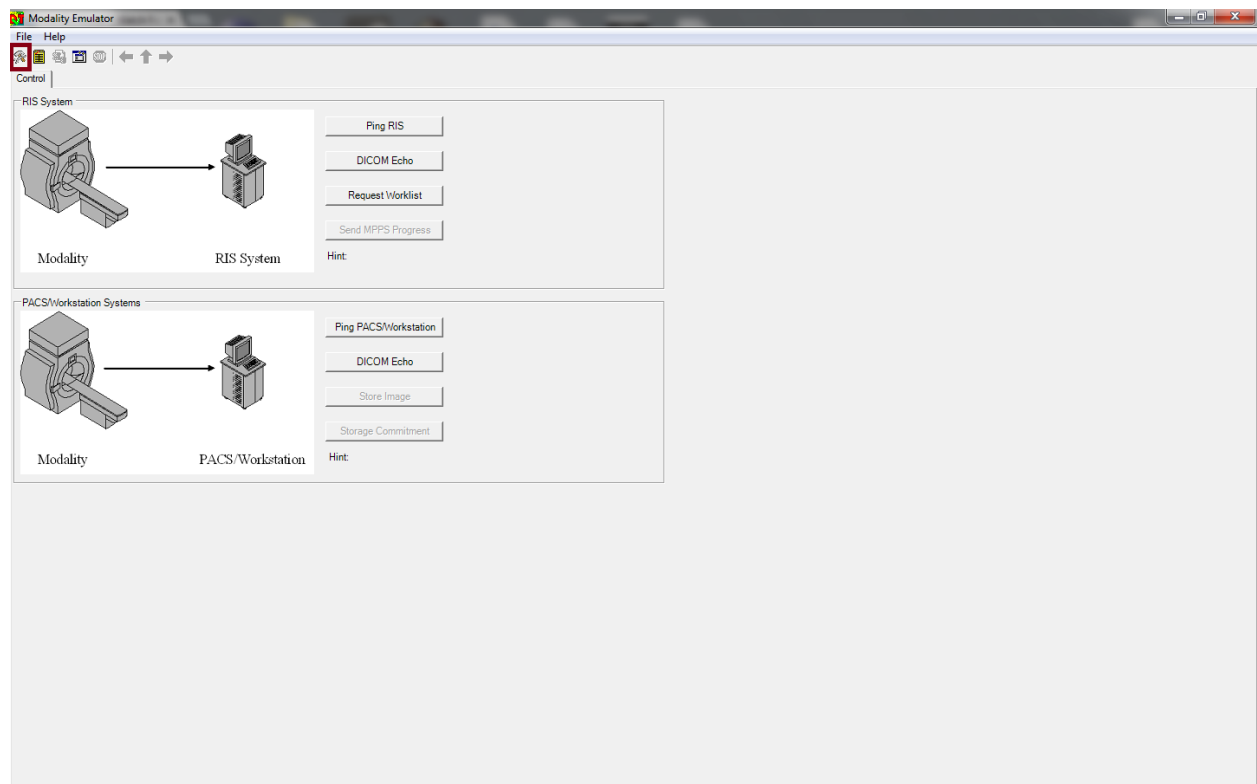 Modality Emulator
File Help
Control
RIS System
Ping RIS
DICOM Echo
Request Worklist
Send MPPS Progress
Modality RIS System Hint:
PACS/Workstation Systems
Ping PACS/Workstation
DICOM Echo
Store Image
Storage Commitment
Modality PACS/Workstation Hint: